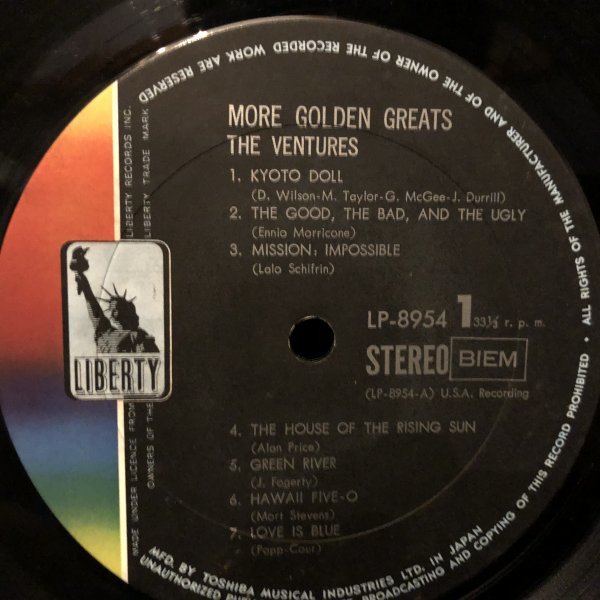 MORE GOLDEN GREATS
THE VENTURES
1. KYOTO DOLL
(D. Wilson-M. Taylor-G. McGee-J. Durrill)
2. THE GOOD, THE BAD, AND THE UGLY
(Ennio Morricone)
3. MISSION: IMPOSSIBLE
(Lalo Schifrin)
LP-8954 1 33⅓ r. p. m.
STEREO BIEM
(LP-8954-A) U.S.A. Recording
4. THE HOUSE OF THE RISING SUN
(Alan Price)
5. GREEN RIVER
(J. Fogerty)
6. HAWAII FIVE-O
(Mort Stevens)
7. LOVE IS BLUE
(Popp-Cour)
LIBERTY
MADE UNDER LICENCE FROM LIBERTY RECORDS INC.
OWNERS OF THE LIBERTY TRADE MARK
MFD. BY TOSHIBA MUSICAL INDUSTRIES LTD. IN JAPAN
ALL RIGHTS OF THE MANUFACTURER AND OF THE OWNER OF THE RECORDED WORK ARE RESERVED
UNAUTHORIZED BROADCASTING AND COPYING OF THIS RECORD PROHIBITED •